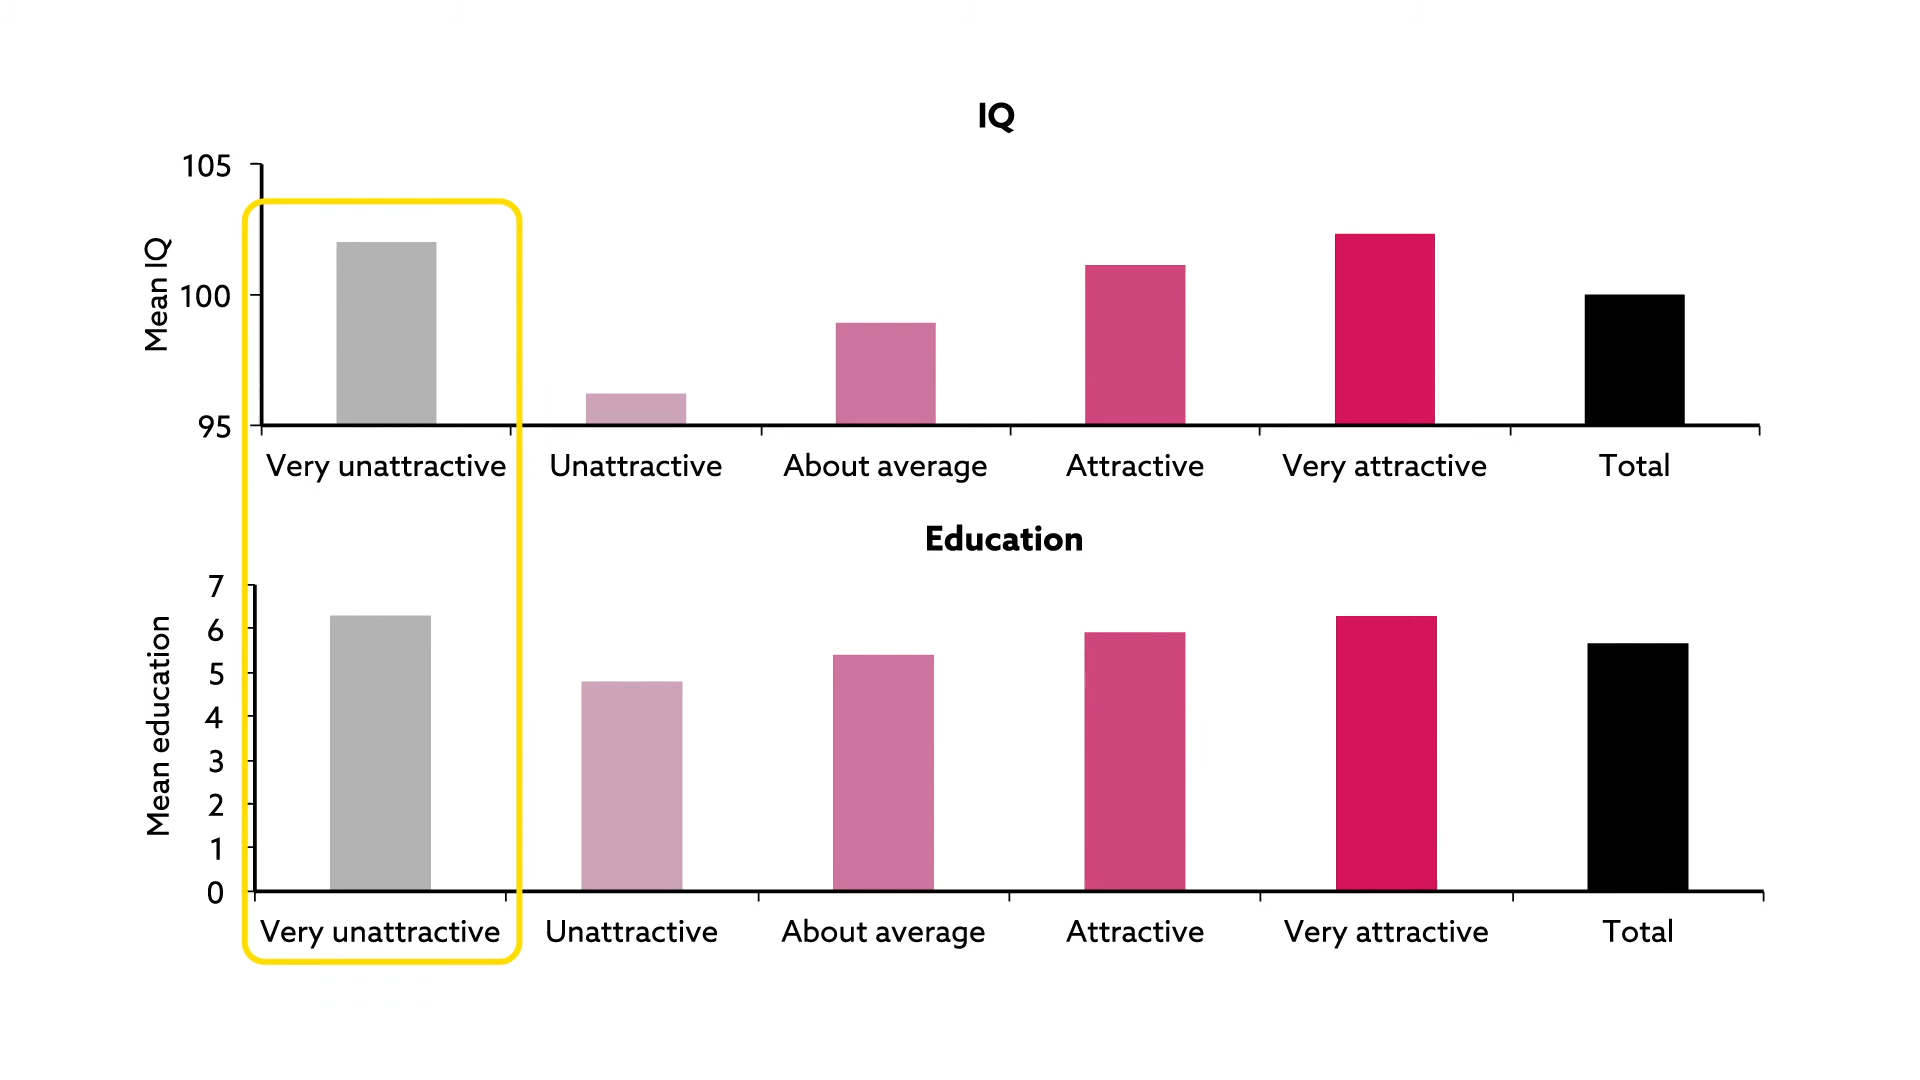 IQ
Mean IQ
105
100
95
Very unattractive
Unattractive
About average
Attractive
Very attractive
Total
Education
Mean education
7
6
5
4
3
2
1
0
Very unattractive
Unattractive
About average
Attractive
Very attractive
Total